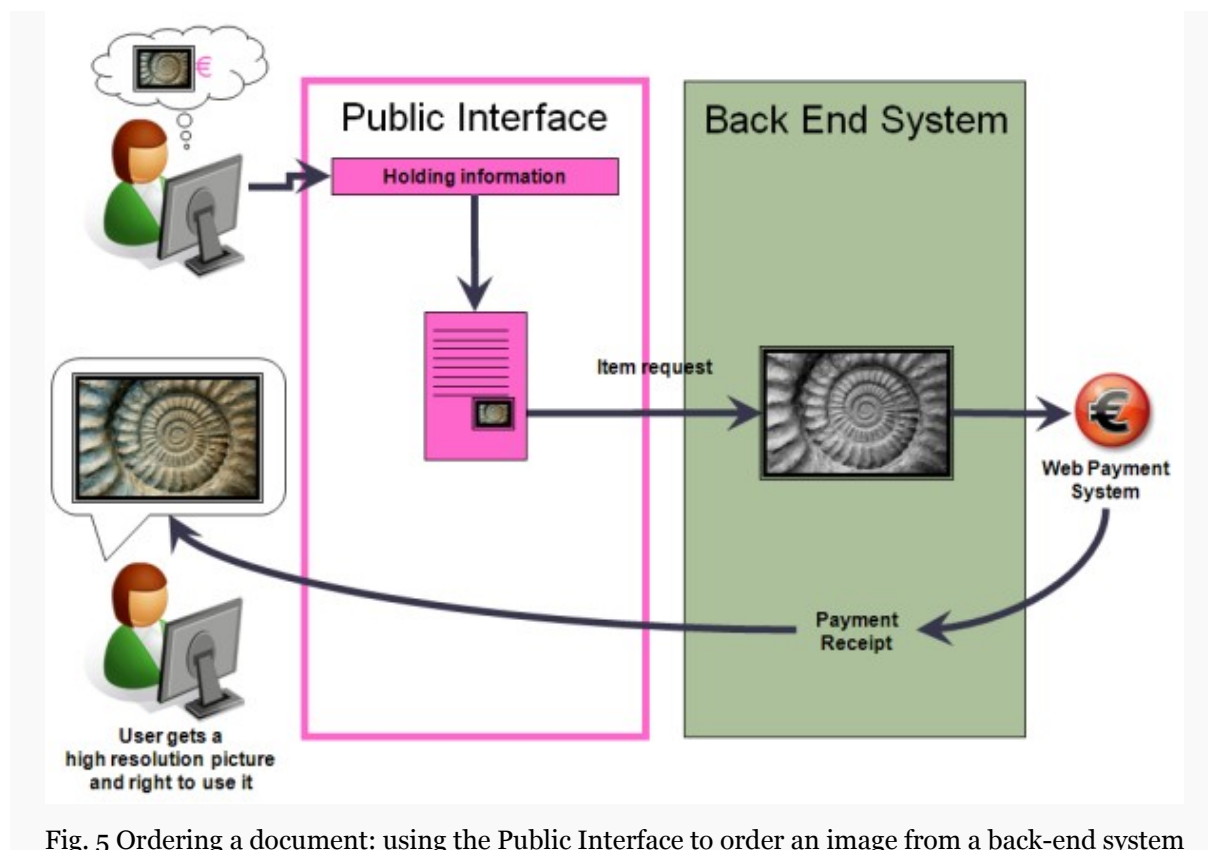 €
Public Interface
Back End System
Holding information
Item request
€
Web Payment
System
Payment
Receipt
User gets a
high resolution picture
and right to use it
Fig. 5 Ordering a document: using the Public Interface to order an image from a back-end system